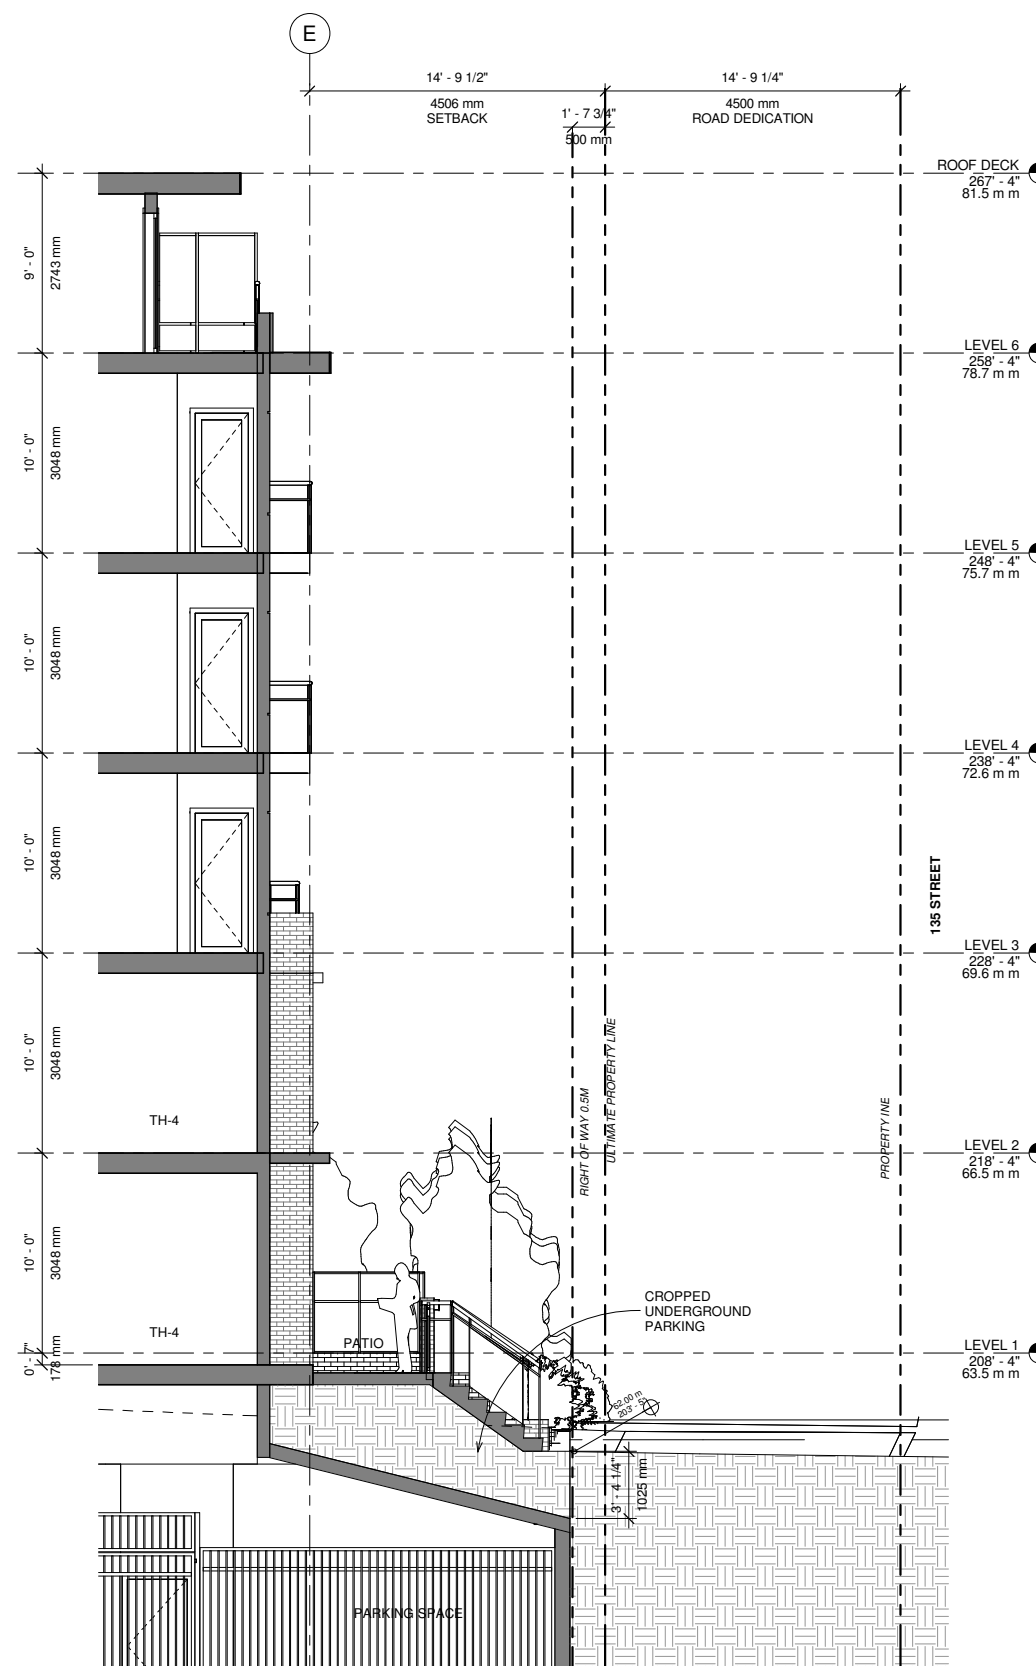 E
14' - 9 1/2"
4506 mm
SETBACK
14' - 9 1/4"
4500 mm
ROAD DEDICATION
1' - 7 3/4"
500 mm
ROOF DECK
267' - 4"
81.5 m m
9' - 0"
2743 mm
LEVEL 6
258' - 4"
78.7 m m
10' - 0"
3048 mm
LEVEL 5
248' - 4"
75.7 m m
10' - 0"
3048 mm
LEVEL 4
238' - 4"
72.6 m m
10' - 0"
3048 mm
135 STREET
LEVEL 3
228' - 4"
69.6 m m
10' - 0"
3048 mm
TH-4
RIGHT OF WAY 0.5M
ULTIMATE PROPERTY LINE
PROPERTY INE
LEVEL 2
218' - 4"
66.5 m m
10' - 0"
3048 mm
TH-4
PATIO
CROPPED
UNDERGROUND
PARKING
LEVEL 1
208' - 4"
63.5 m m
0' - 7"
178 mm
62.00 m
203' - 5"
3' - 4 1/4"
1025 mm
PARKING SPACE